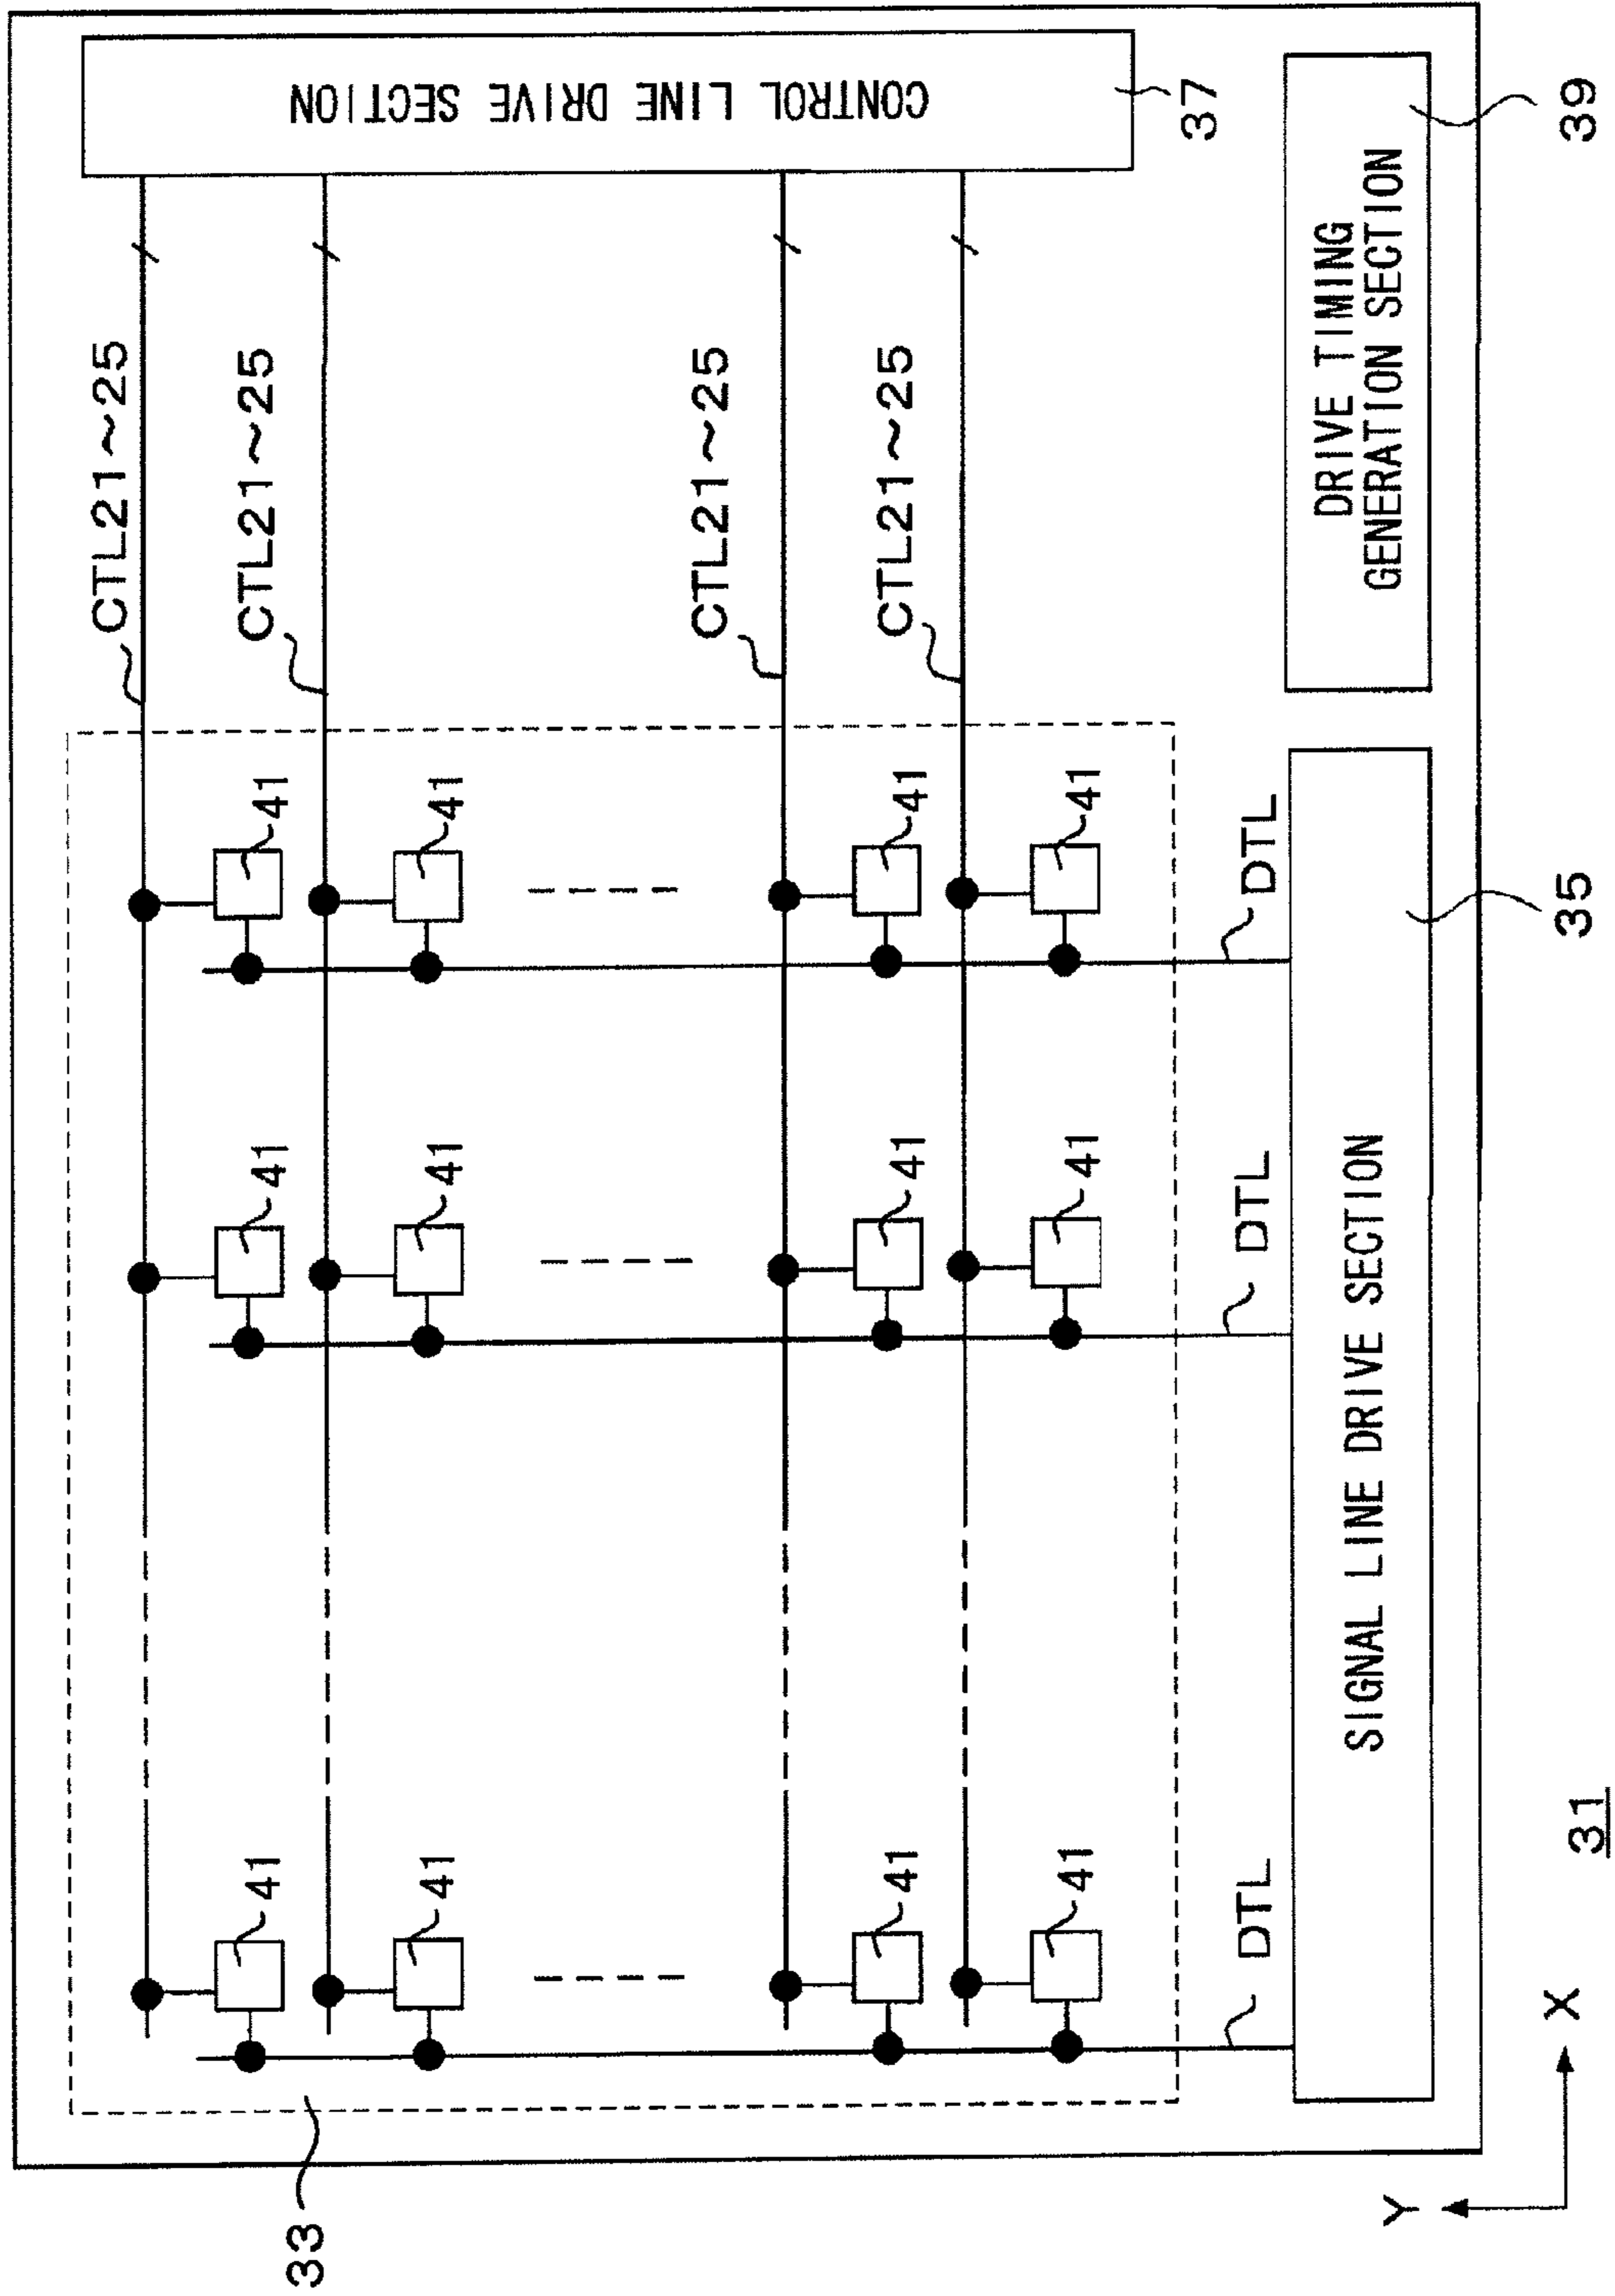 CTL21~25
CTL21~25
41
41
41
33
CONTROL LINE DRIVE SECTION
41
41
41
CTL21~25
CTL21~25
41
41
41
41
41
41
37
DTL
DTL
DTL
SIGNAL LINE DRIVE SECTION
DRIVE TIMING
GENERATION SECTION
Y
X
35
39
31